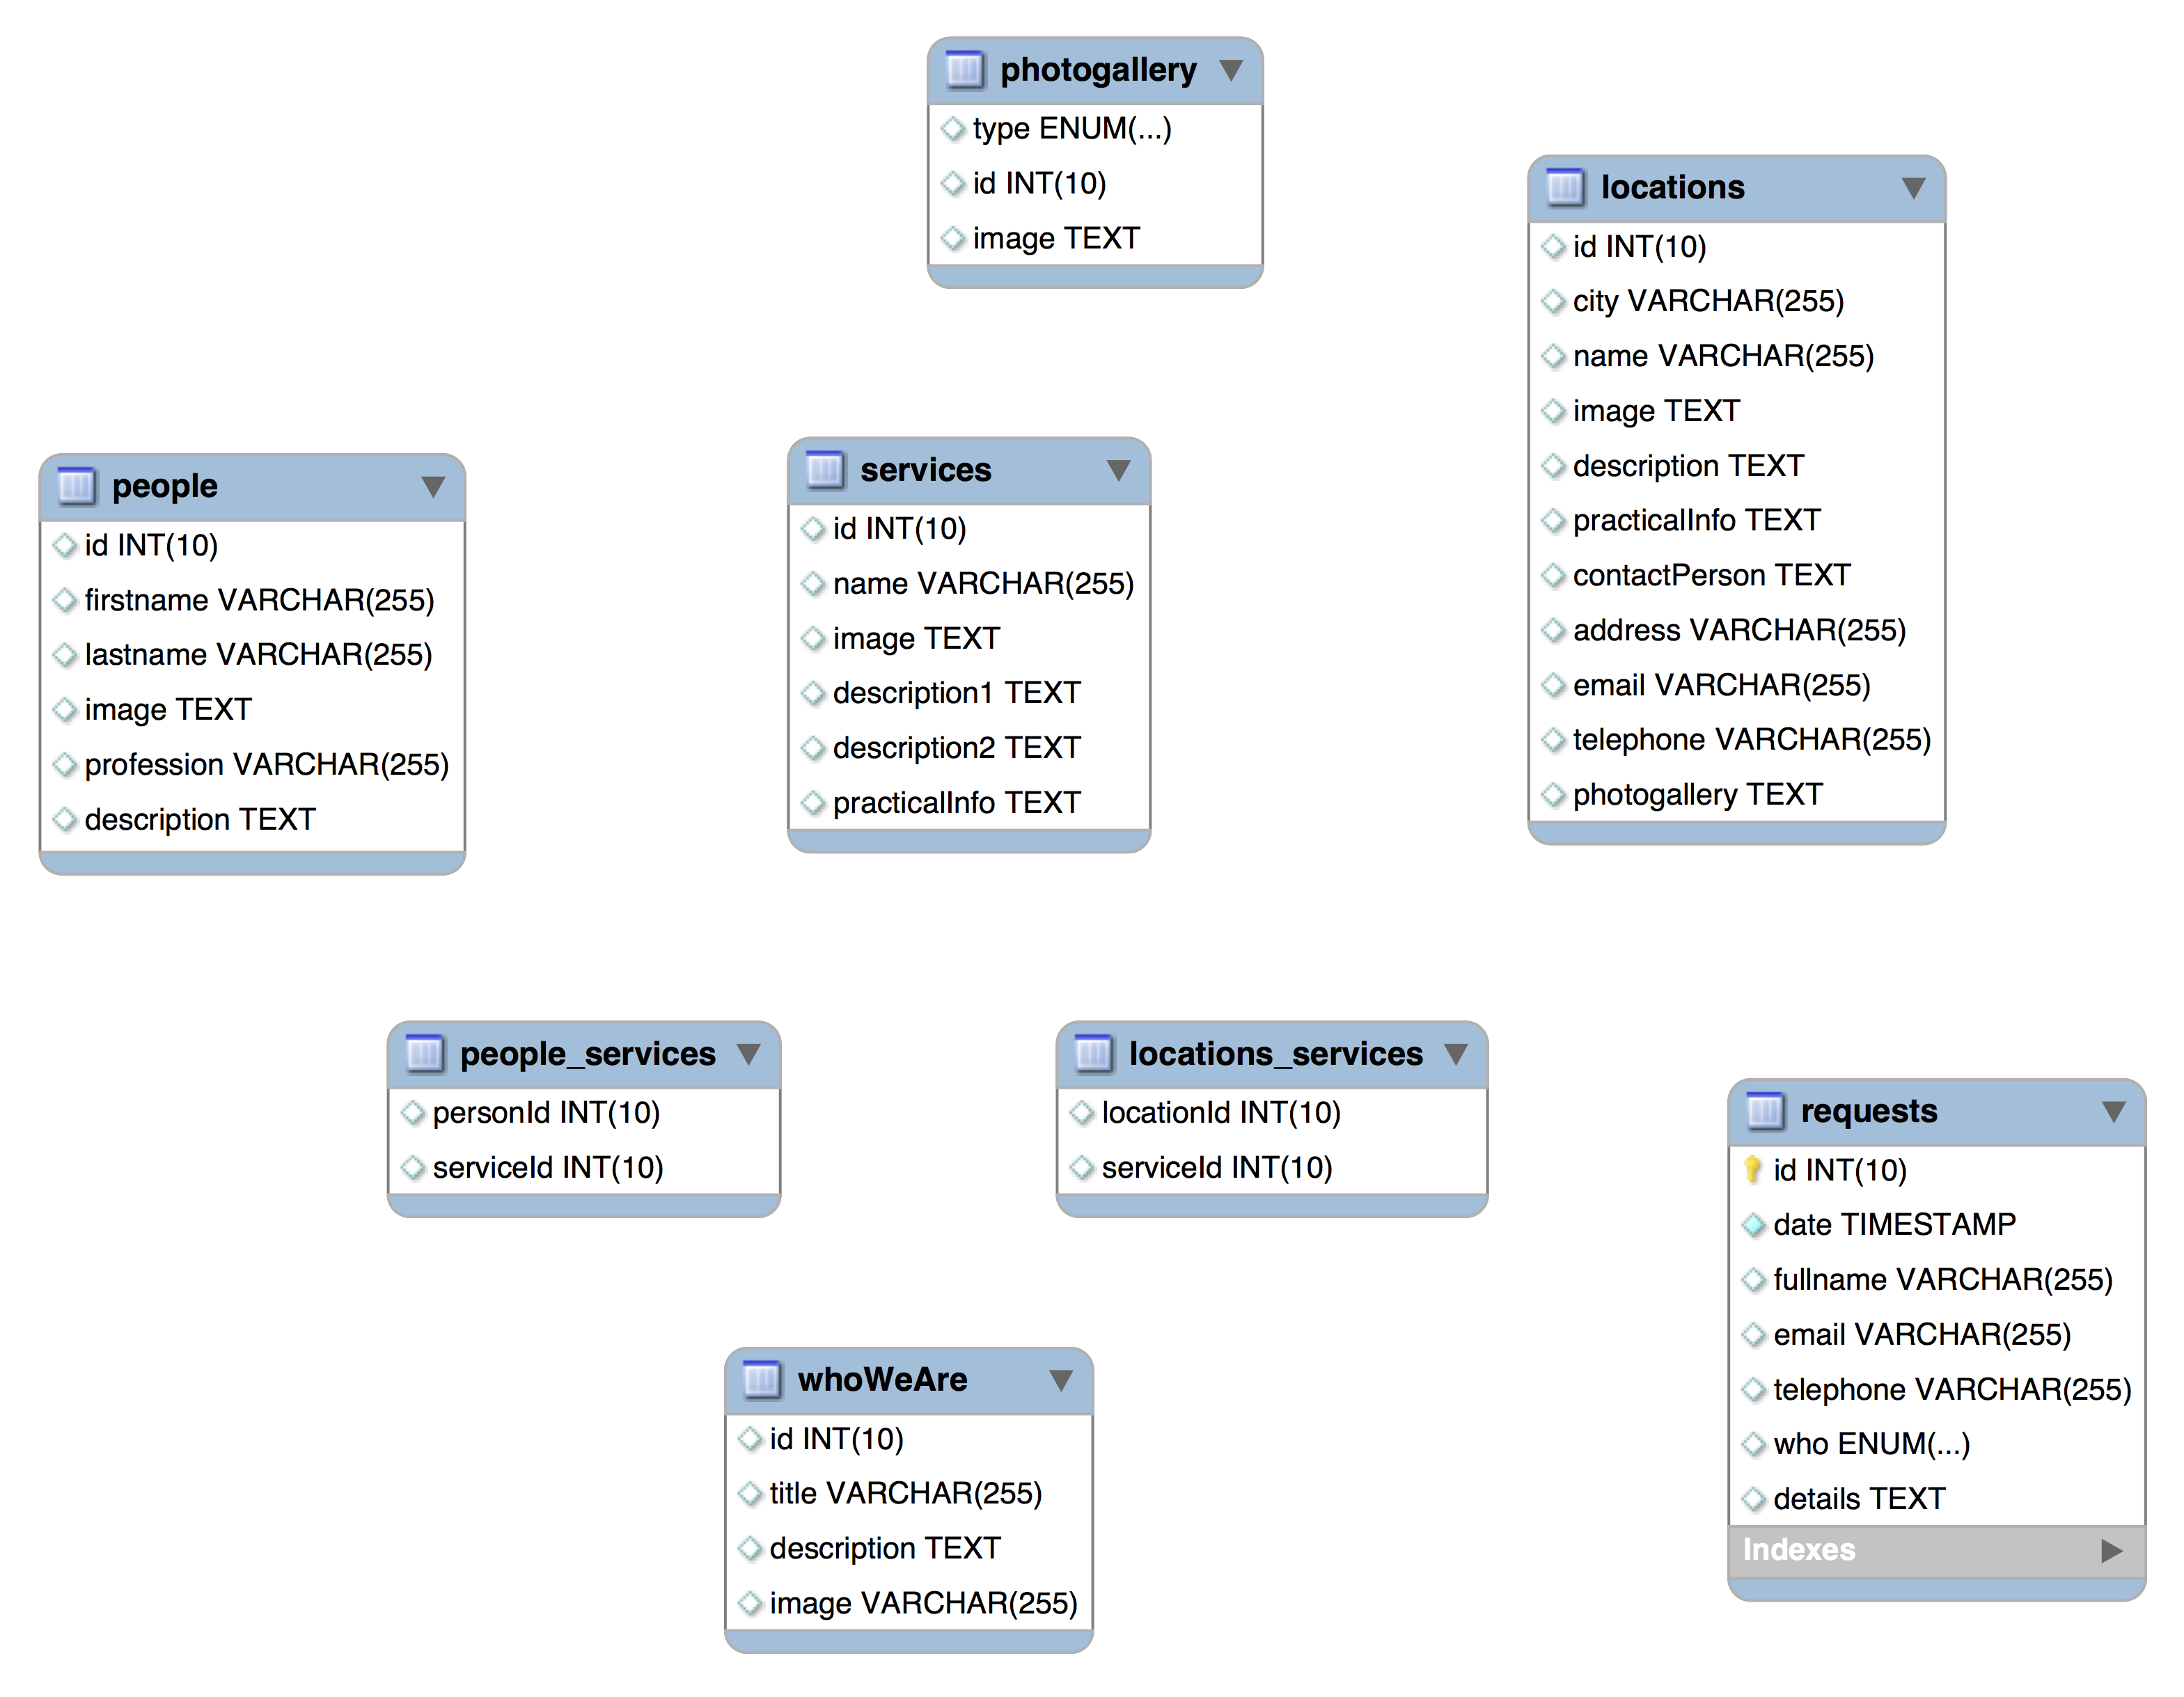 photogallery
type ENUM(...)
id INT(10)
image TEXT
locations
id INT(10)
city VARCHAR(255)
name VARCHAR(255)
image TEXT
description TEXT
practicalInfo TEXT
contactPerson TEXT
address VARCHAR(255)
email VARCHAR(255)
telephone VARCHAR(255)
photogallery TEXT
people
id INT(10)
firstname VARCHAR(255)
lastname VARCHAR(255)
image TEXT
profession VARCHAR(255)
description TEXT
services
id INT(10)
name VARCHAR(255)
image TEXT
description1 TEXT
description2 TEXT
practicalInfo TEXT
people_services
personId INT(10)
serviceId INT(10)
locations_services
locationId INT(10)
serviceId INT(10)
requests
id INT(10)
date TIMESTAMP
fullname VARCHAR(255)
email VARCHAR(255)
telephone VARCHAR(255)
who ENUM(...)
details TEXT
Indexes
whoWeAre
id INT(10)
title VARCHAR(255)
description TEXT
image VARCHAR(255)